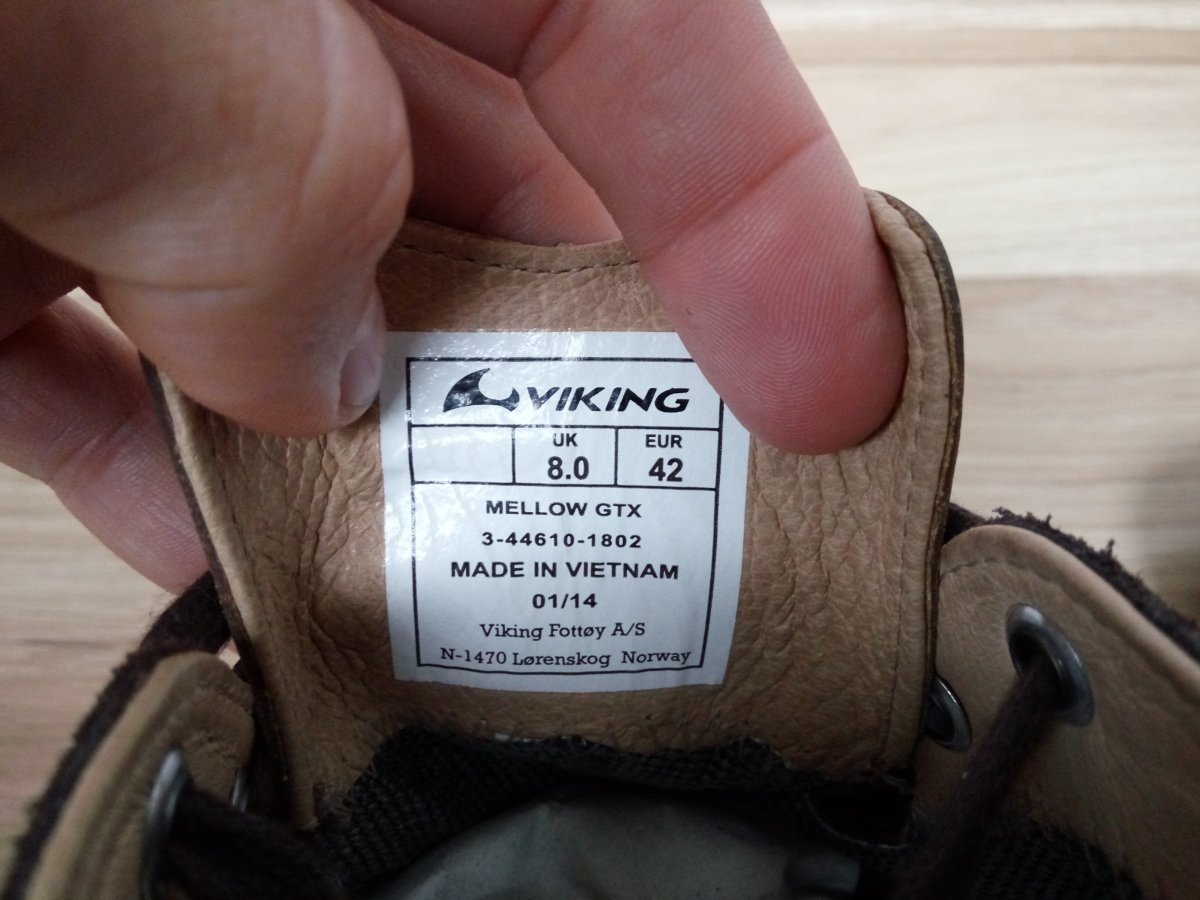 VIKING
UK EUR
8.0 42
MELLOW GTX
3-44610-1802
MADE IN VIETNAM
01/14
Viking Fottøy A/S
N-1470 Lørenskog Norway